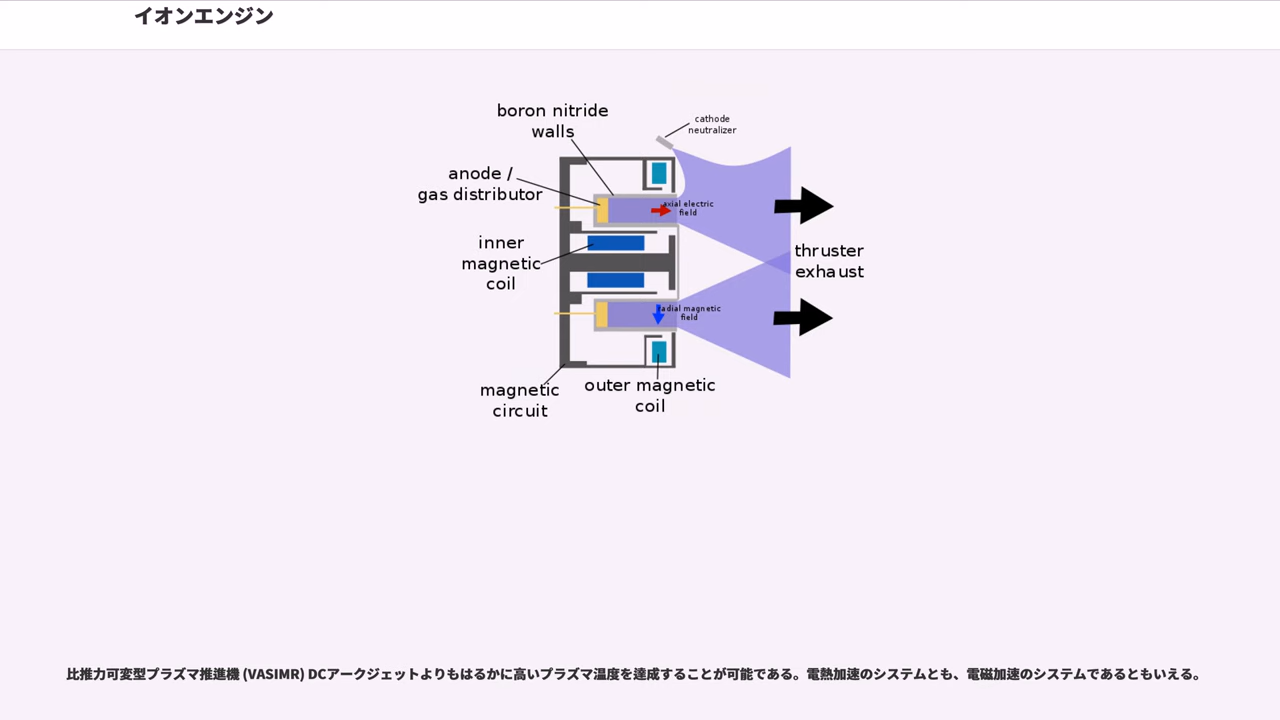 イオンエンジン
boron nitride
walls
cathode
neutralizer
anode /
gas distributor
axial electric
field
inner
magnetic
coil
thruster
exhaust
radial magnetic
field
magnetic
circuit
outer magnetic
coil
比推力可変型プラズマ推進機 (VASIMR) DCアークジェットよりもはるかに高いプラズマ温度を達成することが可能である。電熱加速のシステムとも、電磁加速のシステムであるともいえる。